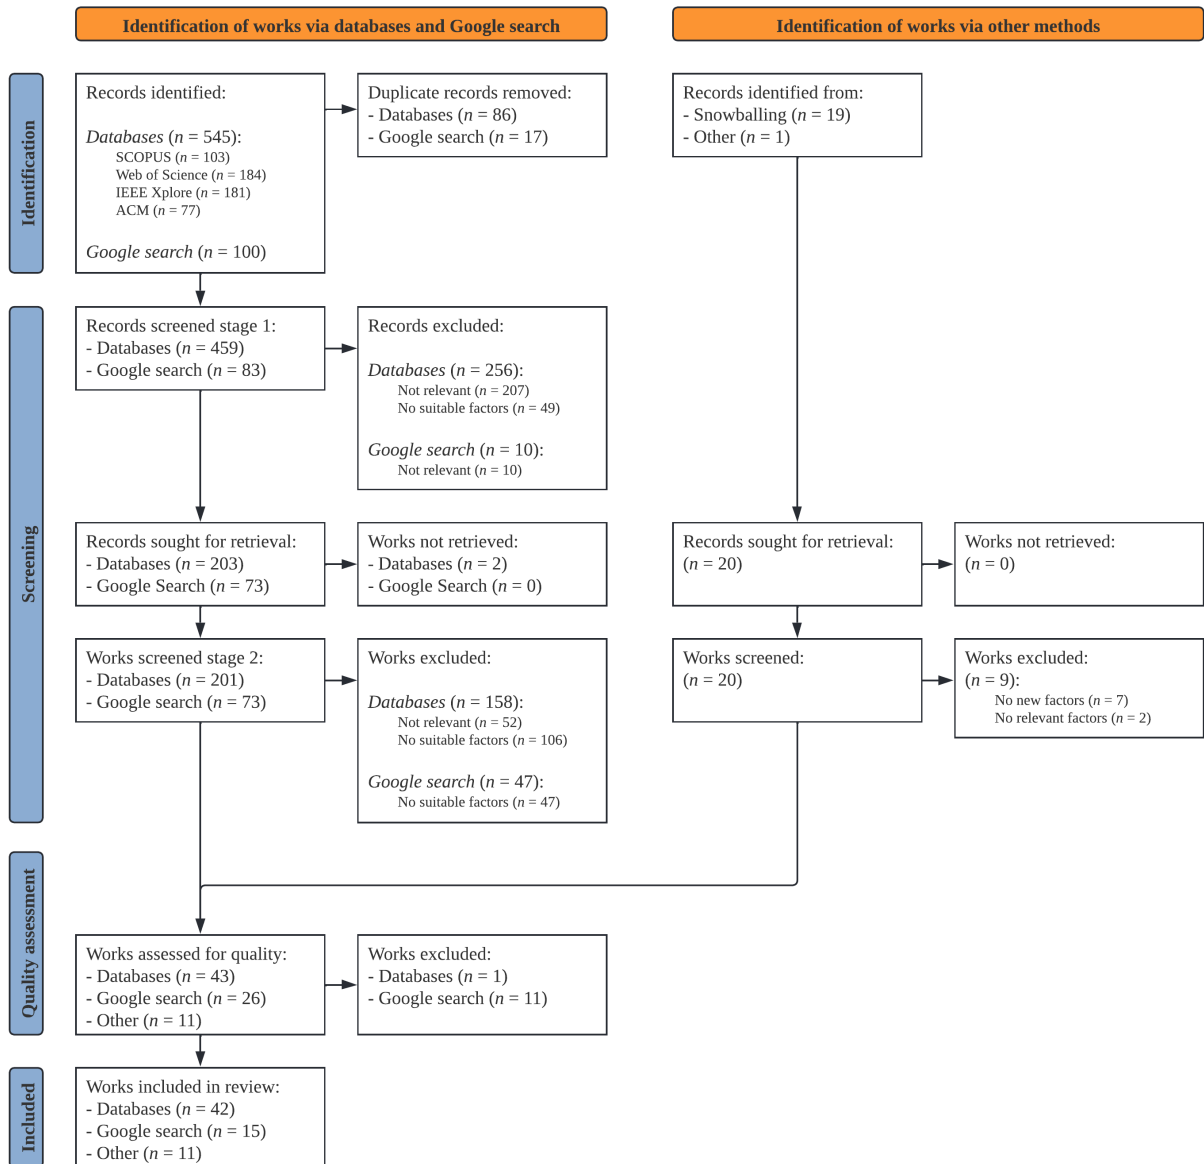 Identification of works via databases and Google search
Identification of works via other methods
Identification
Records identified:
Databases (n = 545):
SCOPUS (n = 103)
Web of Science (n = 184)
IEEE Xplore (n = 181)
ACM (n = 77)
Google search (n = 100)
Duplicate records removed:
- Databases (n = 86)
- Google search (n = 17)
Records identified from:
- Snowballing (n = 19)
- Other (n = 1)
Screening
Records screened stage 1:
- Databases (n = 459)
- Google search (n = 83)
Records excluded:
Databases (n = 256):
Not relevant (n = 207)
No suitable factors (n = 49)
Google search (n = 10):
Not relevant (n = 10)
Records sought for retrieval:
- Databases (n = 203)
- Google Search (n = 73)
Works not retrieved:
- Databases (n = 2)
- Google Search (n = 0)
Records sought for retrieval:
(n = 20)
Works not retrieved:
(n = 0)
Works screened stage 2:
- Databases (n = 201)
- Google search (n = 73)
Works excluded:
Databases (n = 158):
Not relevant (n = 52)
No suitable factors (n = 106)
Google search (n = 47):
No suitable factors (n = 47)
Works screened:
(n = 20)
Works excluded:
(n = 9):
No new factors (n = 7)
No relevant factors (n = 2)
Quality assessment
Works assessed for quality:
- Databases (n = 43)
- Google search (n = 26)
- Other (n = 11)
Works excluded:
- Databases (n = 1)
- Google search (n = 11)
Included
Works included in review:
- Databases (n = 42)
- Google search (n = 15)
- Other (n = 11)